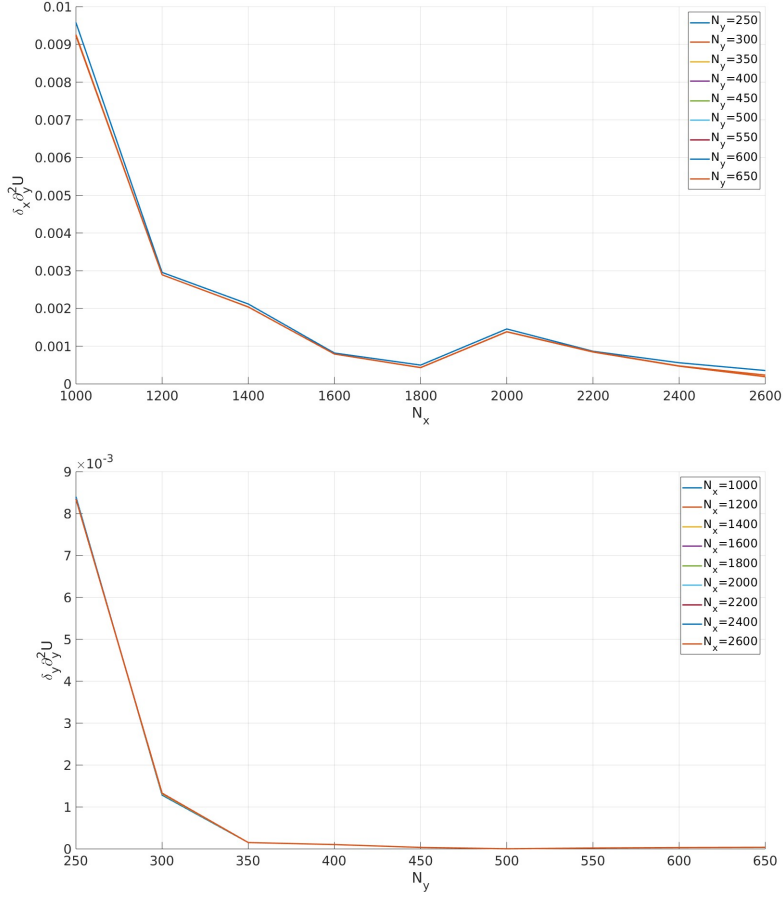 0.01
0.009
0.008
0.007
0.006
0.005
0.004
0.003
0.002
0.001
0
δx∂y2U
1000 1200 1400 1600 1800 2000 2200 2400 2600
Nx
Ny=250
Ny=300
Ny=350
Ny=400
Ny=450
Ny=500
Ny=550
Ny=600
Ny=650
×10-3
9
8
7
6
5
4
3
2
1
0
δy∂y2U
250 300 350 400 450 500 550 600 650
Ny
Nx=1000
Nx=1200
Nx=1400
Nx=1600
Nx=1800
Nx=2000
Nx=2200
Nx=2400
Nx=2600